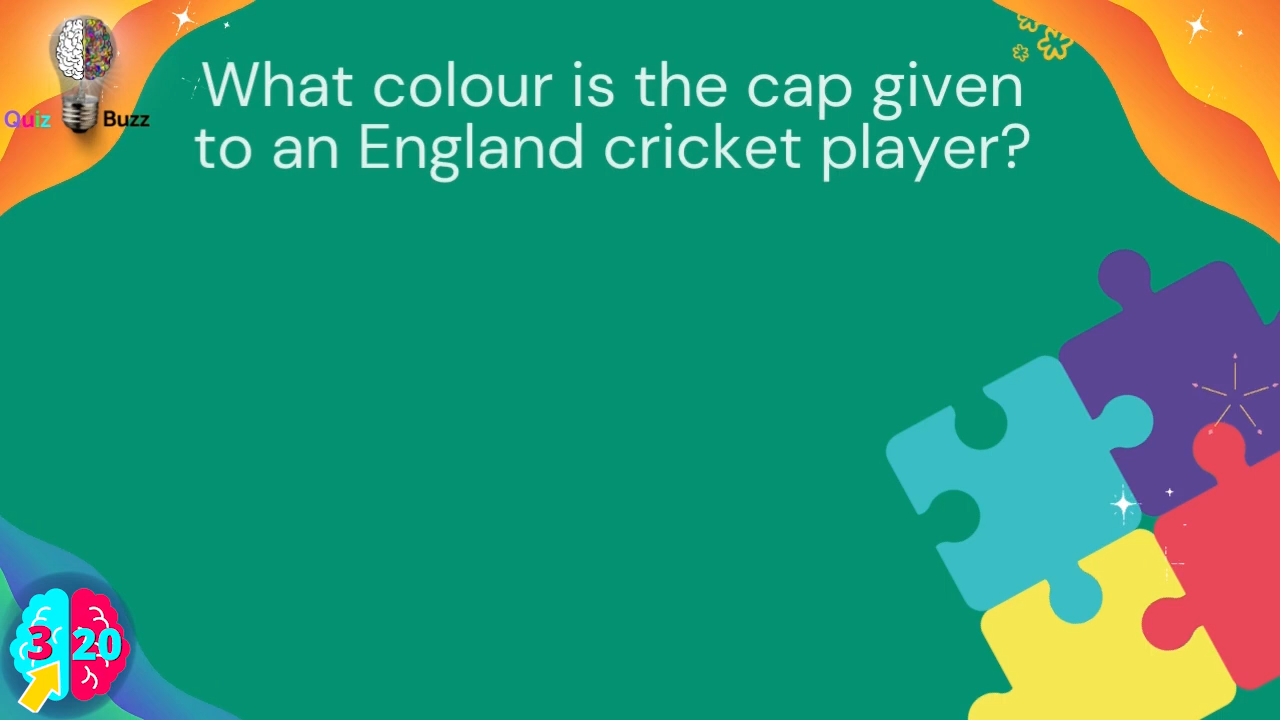 What colour is the cap given
to an England cricket player?
Quiz Buzz
3 20